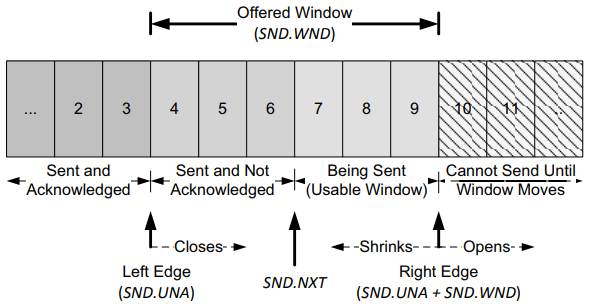 Offered Window
(SND.WND)
... 2 3 4 5 6 7 8 9 10 11 ...
Sent and
Acknowledged
Sent and Not
Acknowledged
Being Sent
(Usable Window)
Cannot Send Until
Window Moves
Closes
Shrinks
Opens
Left Edge
(SND.UNA)
SND.NXT
Right Edge
(SND.UNA + SND.WND)